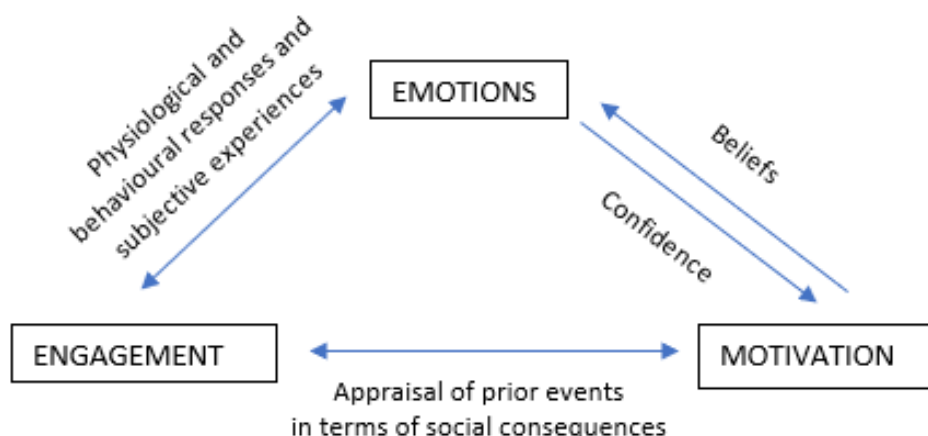 Physiological and
behavioural responses and
subjective experiences
EMOTIONS
Beliefs
Confidence
ENGAGEMENT
MOTIVATION
Appraisal of prior events
in terms of social consequences